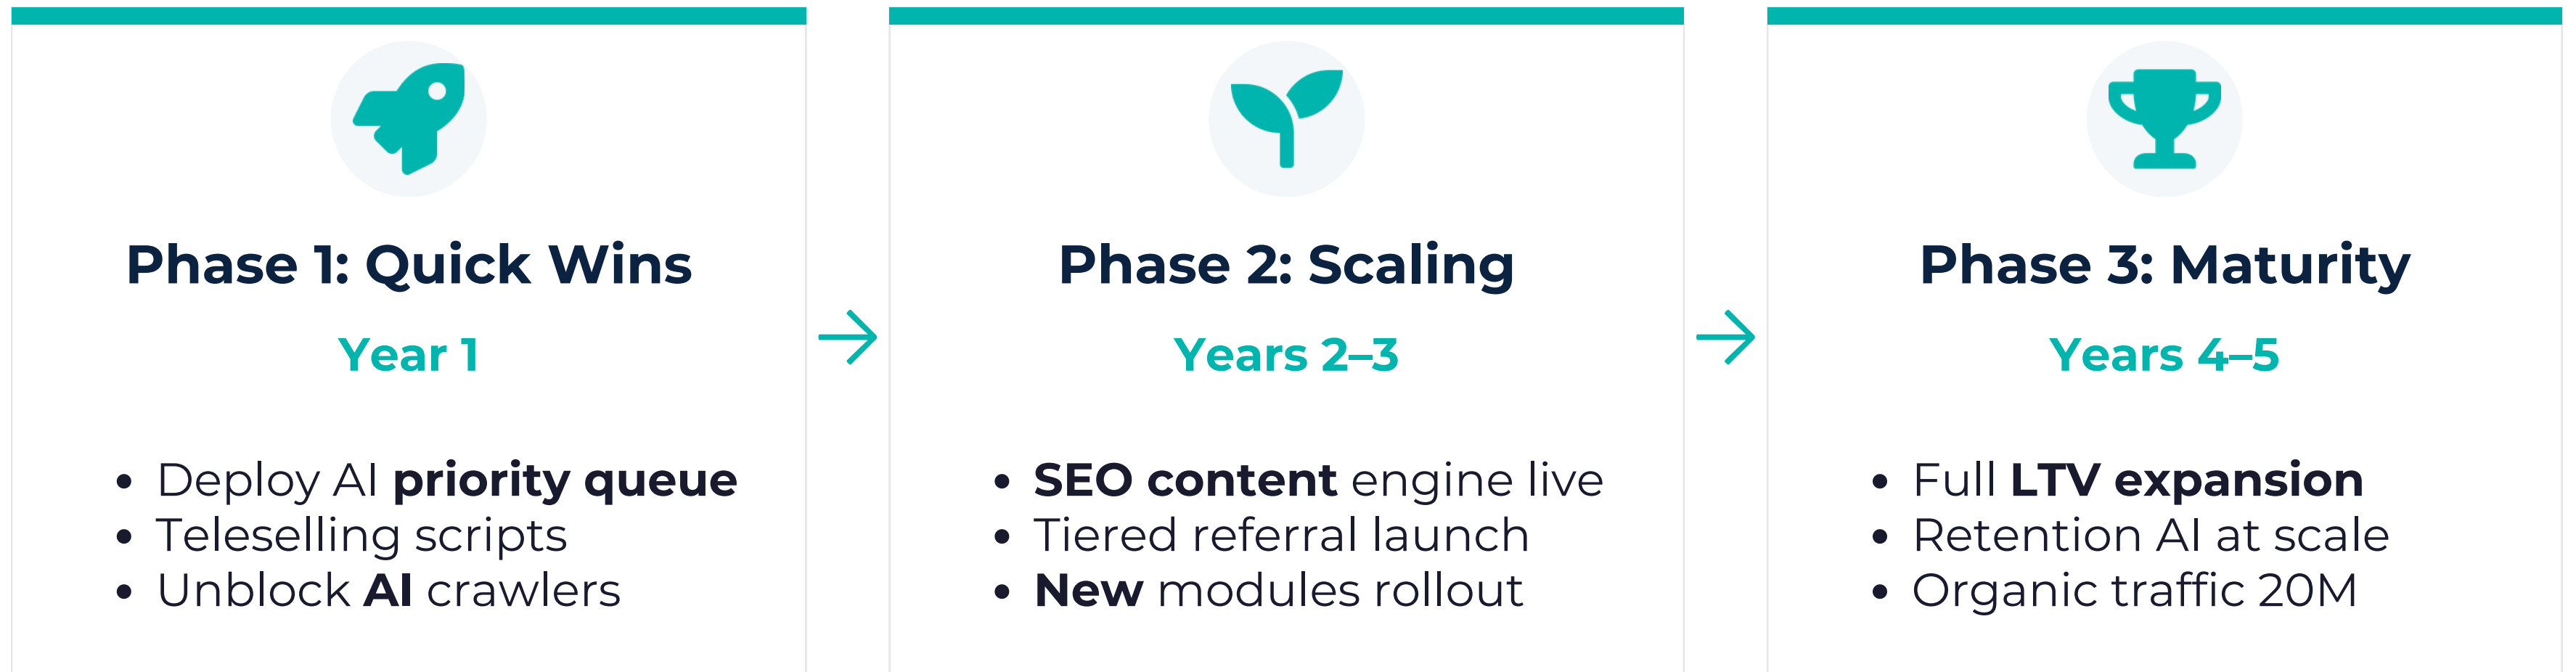 Phase 1: Quick Wins
Year 1
• Deploy AI priority queue
• Teleselling scripts
• Unblock AI crawlers
Phase 2: Scaling
Years 2–3
• SEO content engine live
• Tiered referral launch
• New modules rollout
Phase 3: Maturity
Years 4–5
• Full LTV expansion
• Retention AI at scale
• Organic traffic 20M